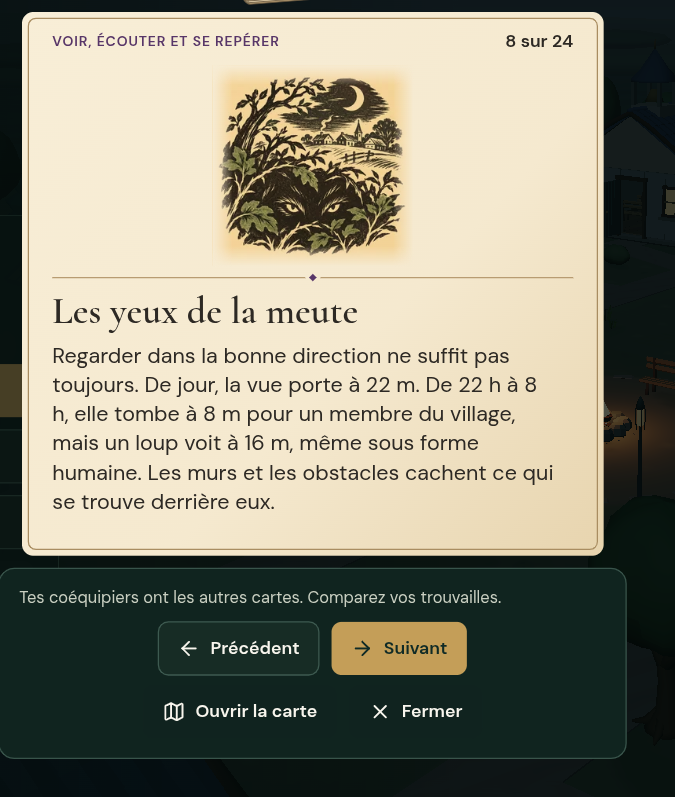 VOIR, ÉCOUTER ET SE REPÉRER
8 sur 24
Les yeux de la meute
Regarder dans la bonne direction ne suffit pas
toujours. De jour, la vue porte à 22 m. De 22 h à 8
h, elle tombe à 8 m pour un membre du village,
mais un loup voit à 16 m, même sous forme
humaine. Les murs et les obstacles cachent ce qui
se trouve derrière eux.
Tes coéquipiers ont les autres cartes. Comparez vos trouvailles.
Précédent
Suivant
Ouvrir la carte
Fermer